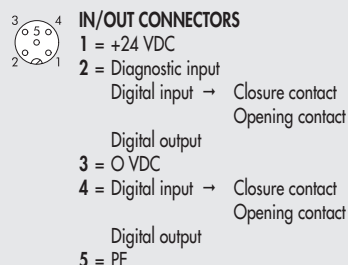 3 4
5
2 1
IN/OUT CONNECTORS
1 = +24 VDC
2 = Diagnostic input
Digital input → Closure contact
Opening contact
Digital output
3 = O VDC
4 = Digital input → Closure contact
Opening contact
Digital output
5 = PE